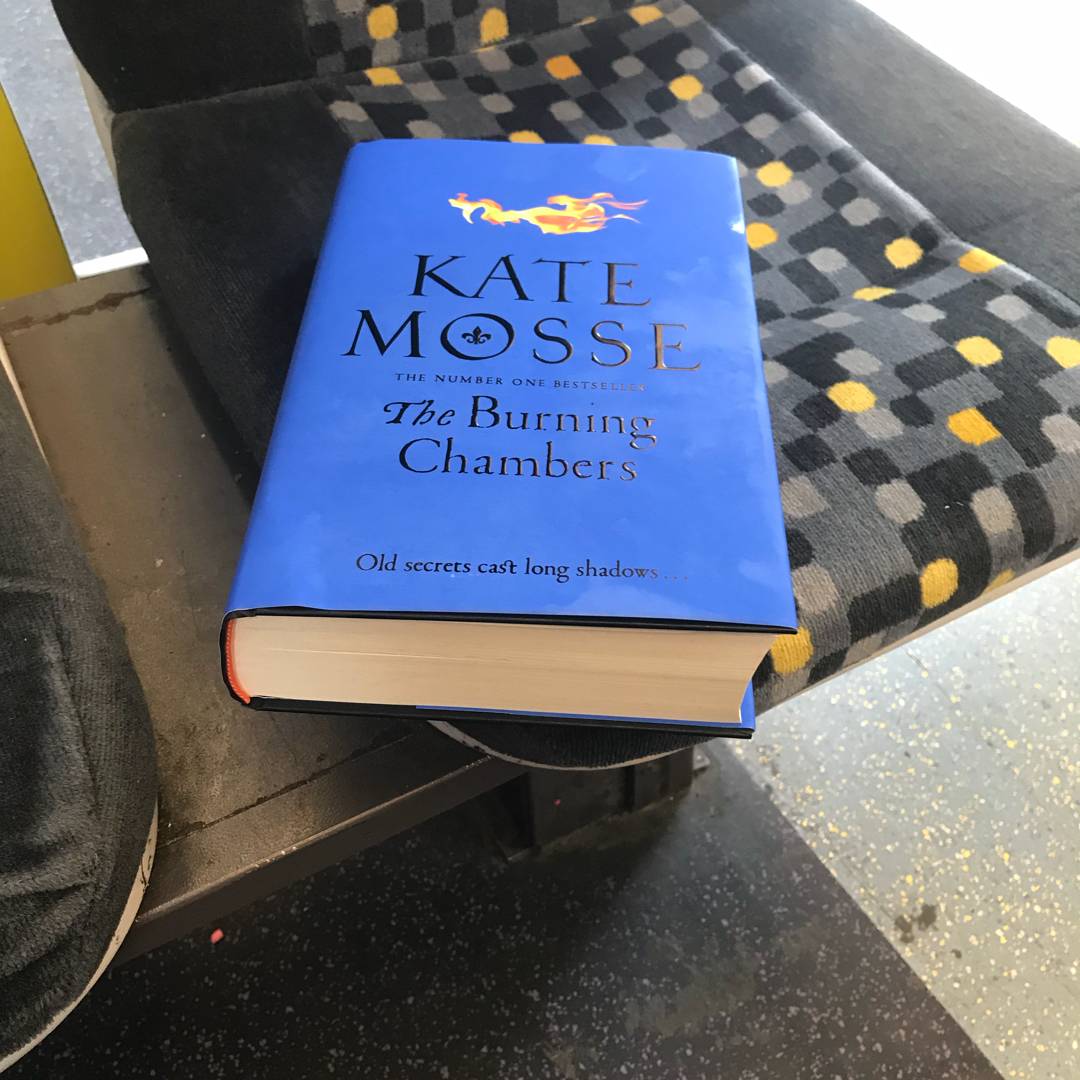 KATE
MOSSE
THE NUMBER ONE BESTSELLER
The Burning
Chambers
Old secrets cast long shadows...